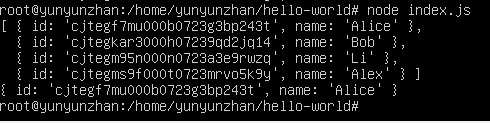 root@yunyunzhan:/home/yunyunzhan/hello-world# node index.js
[ { id: 'cjtegf7mu000b0723g3bp243t', name: 'Alice' },
  { id: 'cjtegkar3000h07239qd2jq14', name: 'Bob' },
  { id: 'cjtegm95n000n0723a3e9rwzq', name: 'Li' },
  { id: 'cjtegms9f000t0723mrvo5k9y', name: 'Alex' } ]
{ id: 'cjtegf7mu000b0723g3bp243t', name: 'Alice' }
root@yunyunzhan:/home/yunyunzhan/hello-world#